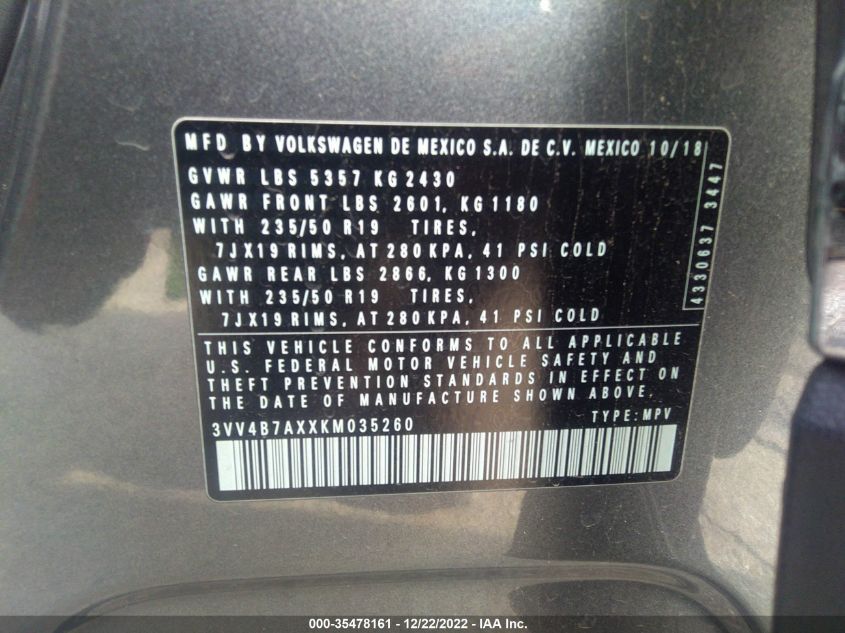 MFD BY VOLKSWAGEN DE MEXICO S.A. DE C.V. MEXICO 10/18
GVWR LBS 5357 KG 2430
GAWR FRONT LBS 2601, KG 1180
WITH 235/50 R19 TIRES,
7JX19 RIMS, AT 280 KPA, 41 PSI COLD
GAWR REAR LBS 2866, KG 1300
WITH 235/50 R19 TIRES,
7JX19 RIMS, AT 280 KPA, 41 PSI COLD
4330637 3447
THIS VEHICLE CONFORMS TO ALL APPLICABLE
U.S. FEDERAL MOTOR VEHICLE SAFETY AND
THEFT PREVENTION STANDARDS IN EFFECT ON
THE DATE OF MANUFACTURE SHOWN ABOVE.
3VV4B7AXXKM035260 TYPE: MPV
000-35478161 - 12/22/2022 - IAA Inc.